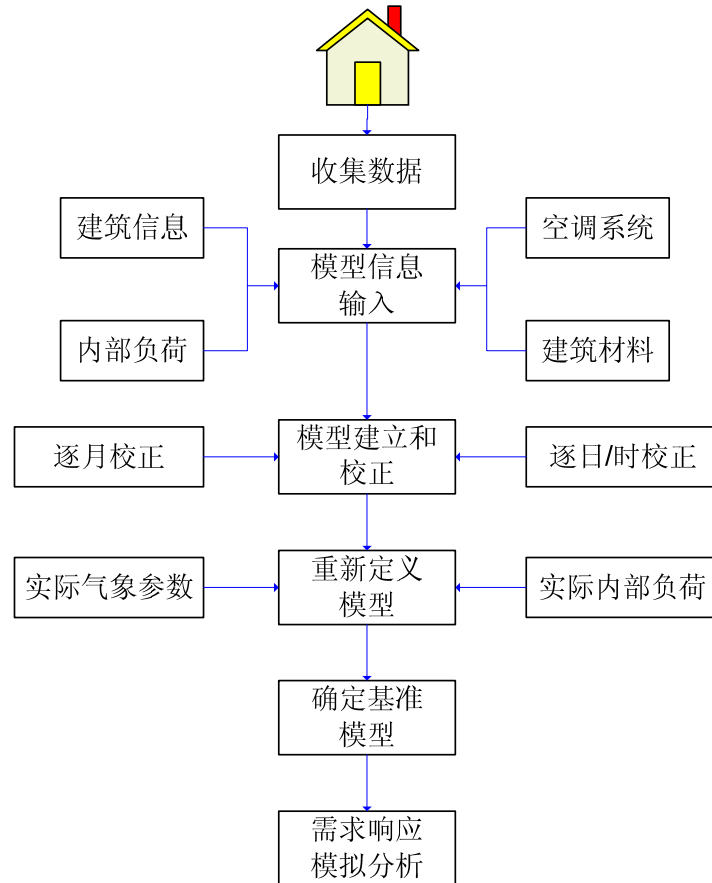 收集数据
建筑信息
空调系统
模型信息
输入
内部负荷
建筑材料
模型建立和
校正
逐月校正
逐日/时校正
重新定义
模型
实际气象参数
实际内部负荷
确定基准
模型
需求响应
模拟分析